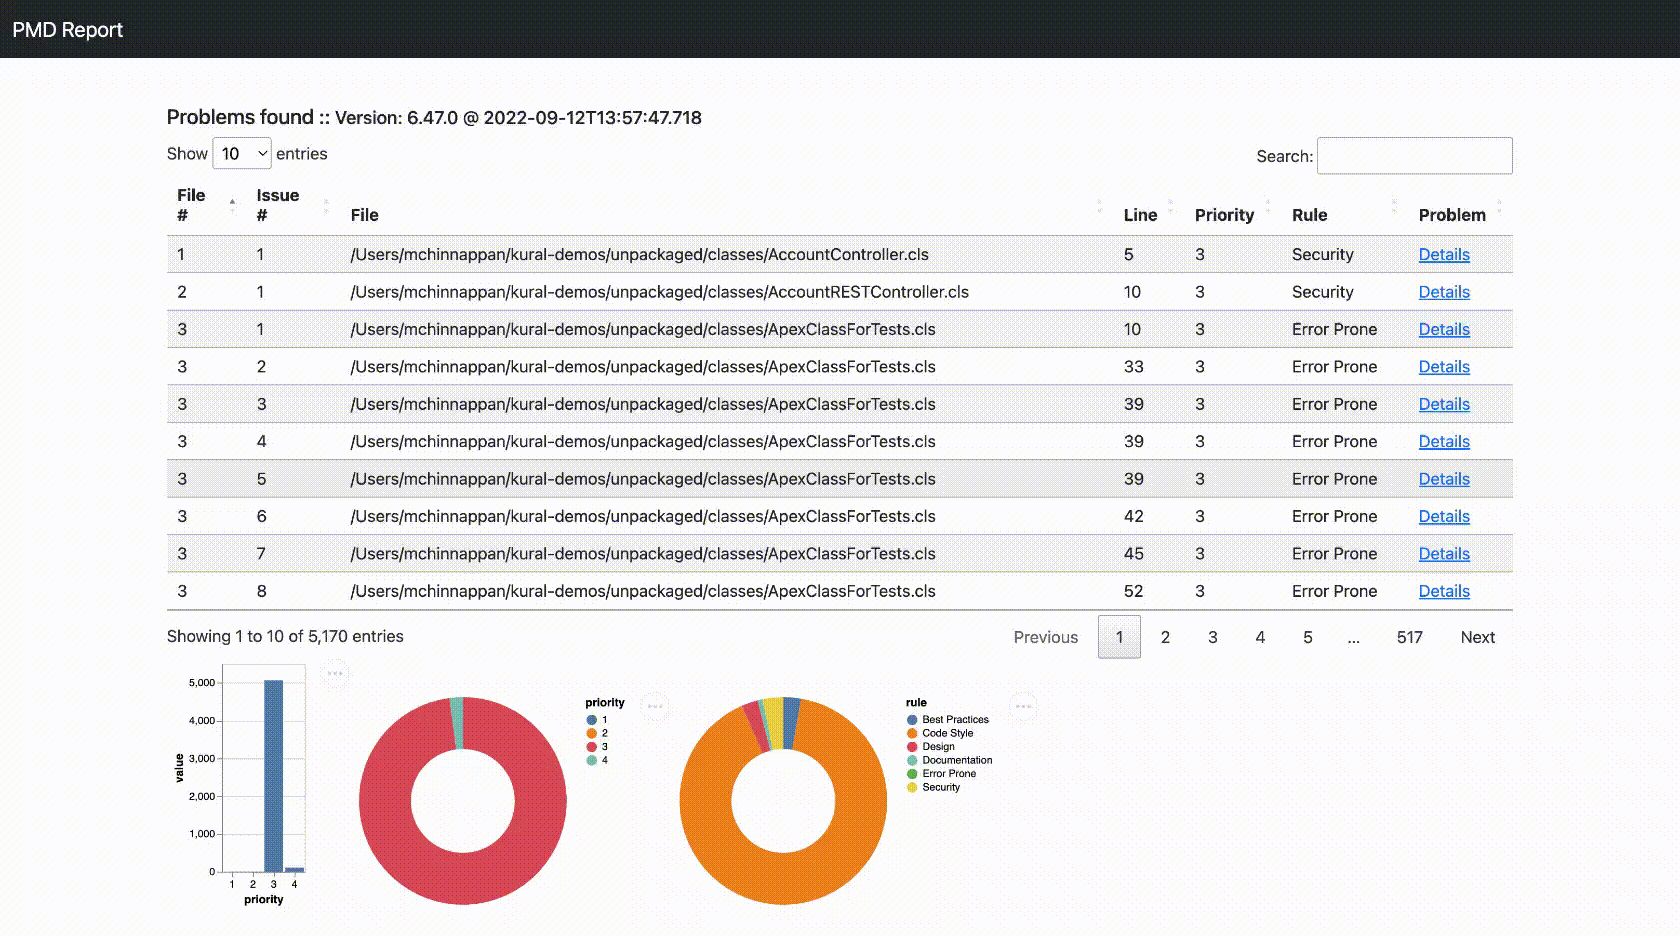 PMD Report
Problems found :: Version: 6.47.0 @ 2022-09-12T13:57:47.718
Show 10 entries Search:
File # Issue # File Line Priority Rule Problem
1 1 /Users/mchinnappan/kural-demos/unpackaged/classes/AccountController.cls 5 3 Security Details
2 1 /Users/mchinnappan/kural-demos/unpackaged/classes/AccountRESTController.cls 10 3 Security Details
3 1 /Users/mchinnappan/kural-demos/unpackaged/classes/ApexClassForTests.cls 10 3 Error Prone Details
3 2 /Users/mchinnappan/kural-demos/unpackaged/classes/ApexClassForTests.cls 33 3 Error Prone Details
3 3 /Users/mchinnappan/kural-demos/unpackaged/classes/ApexClassForTests.cls 39 3 Error Prone Details
3 4 /Users/mchinnappan/kural-demos/unpackaged/classes/ApexClassForTests.cls 39 3 Error Prone Details
3 5 /Users/mchinnappan/kural-demos/unpackaged/classes/ApexClassForTests.cls 39 3 Error Prone Details
3 6 /Users/mchinnappan/kural-demos/unpackaged/classes/ApexClassForTests.cls 42 3 Error Prone Details
3 7 /Users/mchinnappan/kural-demos/unpackaged/classes/ApexClassForTests.cls 45 3 Error Prone Details
3 8 /Users/mchinnappan/kural-demos/unpackaged/classes/ApexClassForTests.cls 52 3 Error Prone Details
Showing 1 to 10 of 5,170 entries Previous 1 2 3 4 5 ... 517 Next
5,000
4,000
3,000
2,000
1,000
0
value
1 2 3 4
priority
priority
1
2
3
4
rule
Best Practices
Code Style
Design
Documentation
Error Prone
Security